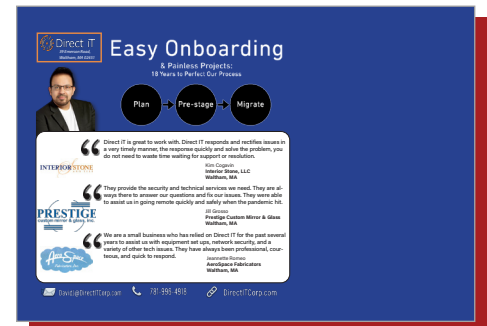 Direct iT
Waltham, MA 02451
Easy Onboarding
& Painless Projects:
18 Years to Perfect Our Process
Plan
Pre-stage
Migrate
Direct iT is great to work with. Direct IT responds and rectifies issues in
a very timely manner, the response quickly and solve the problem, you
do not need to waste time waiting for support or resolution.
Kim Cogavin
Interior Stone, LLC
Waltham, MA
INTERIOR STONE
They provide the security and technical services we need. They are al-
ways there to answer our questions and fix our issues. They were able
to assist us in going remote quickly and safely when the pandemic hit.
Jill Grosso
Prestige Custom Mirror & Glass
Waltham, MA
PRESTIGE
custom mirror & glass, inc.
We are a small business who has relied on Direct IT for the past several
years to assist us with equipment set ups, network security, and a
variety of other tech issues. They have always been professional, cour-
teous, and quick to respond.
Jeannette Romeo
AeroSpace Fabricators
Waltham, MA
AeroSpace
DavidJ@DirectITCorp.com
781-996-4918
DirectITCorp.com